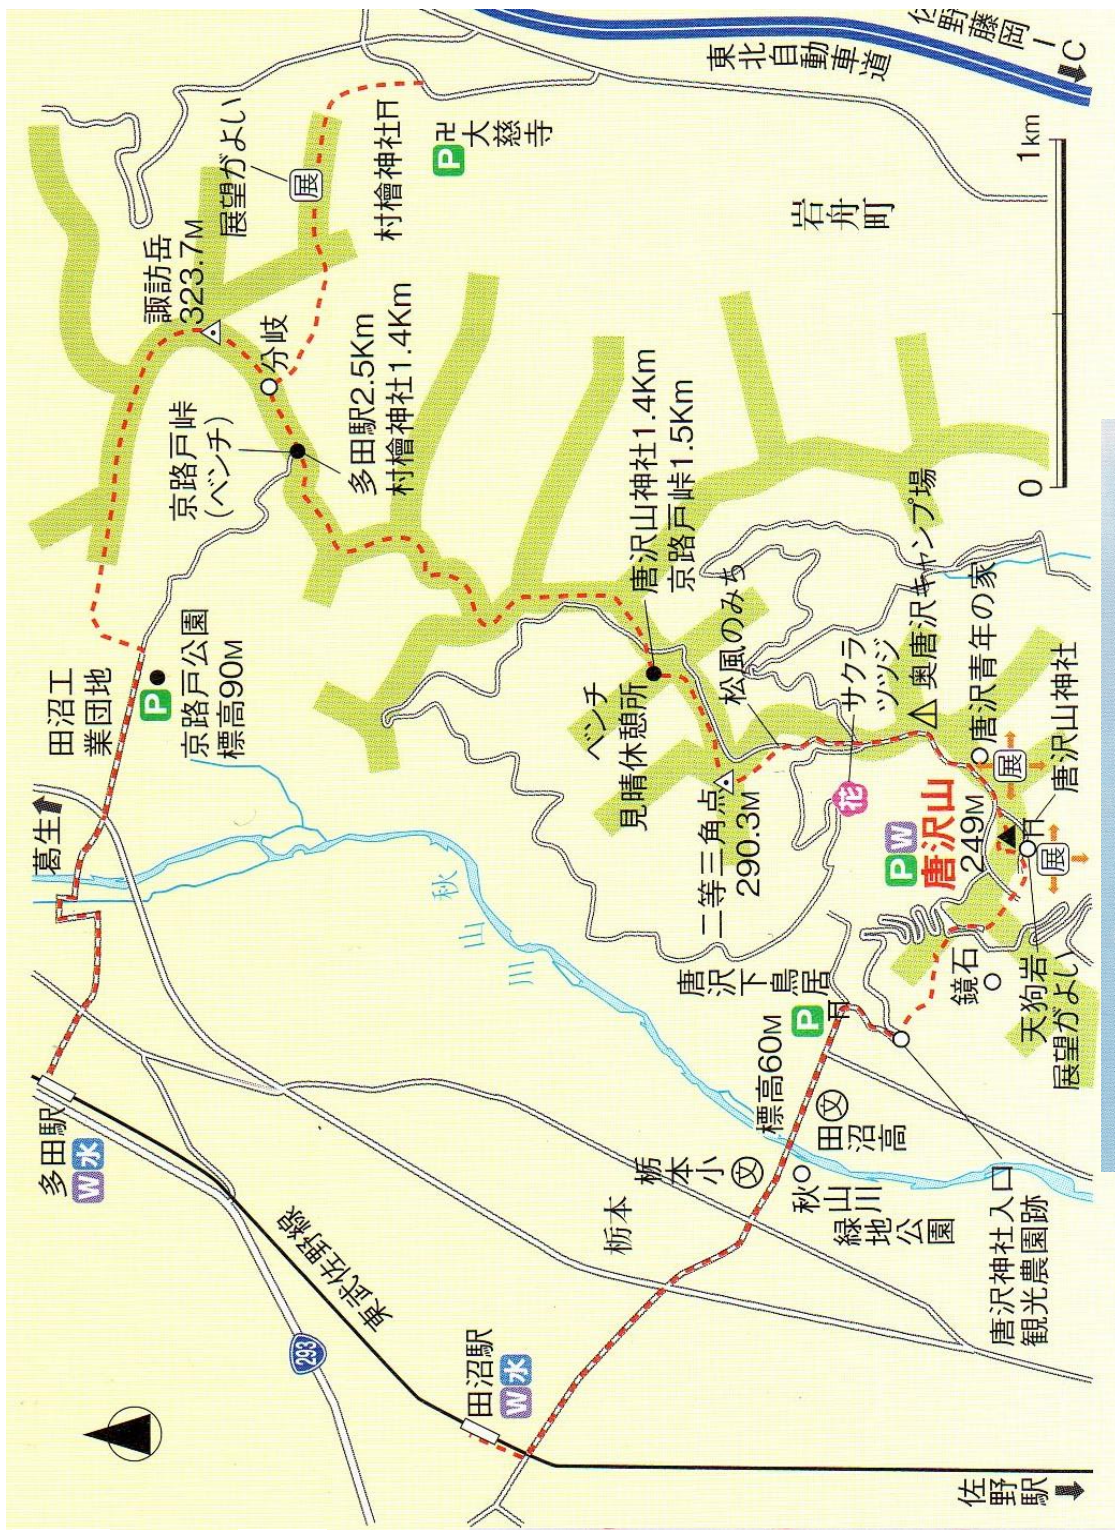 佐野藤岡IC
東北自動車道
展望がよい
展
村檜神社
P
卍
大慈寺
1km
0
岩舟町
諏訪岳
323.7M
分岐
京路戸峠
(ベンチ)
多田駅2.5Km
村檜神社1.4Km
田沼工
業団地
P
京路戸公園
標高90M
葛生
唐沢山神社1.4Km
京路戸峠1.5Km
ベンチ
見晴休憩所
松風のみち
二等三角点
290.3M
サクラ
ツツジ
花
奥唐沢キャンプ場
唐沢青年の家
展
唐沢山神社
P W
唐沢山
249M
展
天狗岩
展望がよい
鏡石
唐沢
下鳥居
P
標高60M
秋山川
多田駅
W 水
東武佐野線
293
田沼駅
W 水
栃本
栃本小
文
田沼高
文
秋山川
緑地公園
唐沢神社入口
観光農園跡
佐野駅